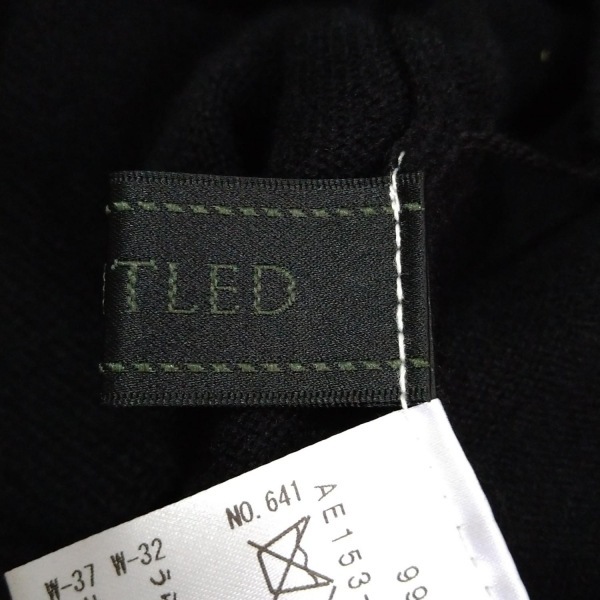 TLED
NO. 641
AE153
99
W-37 W-32